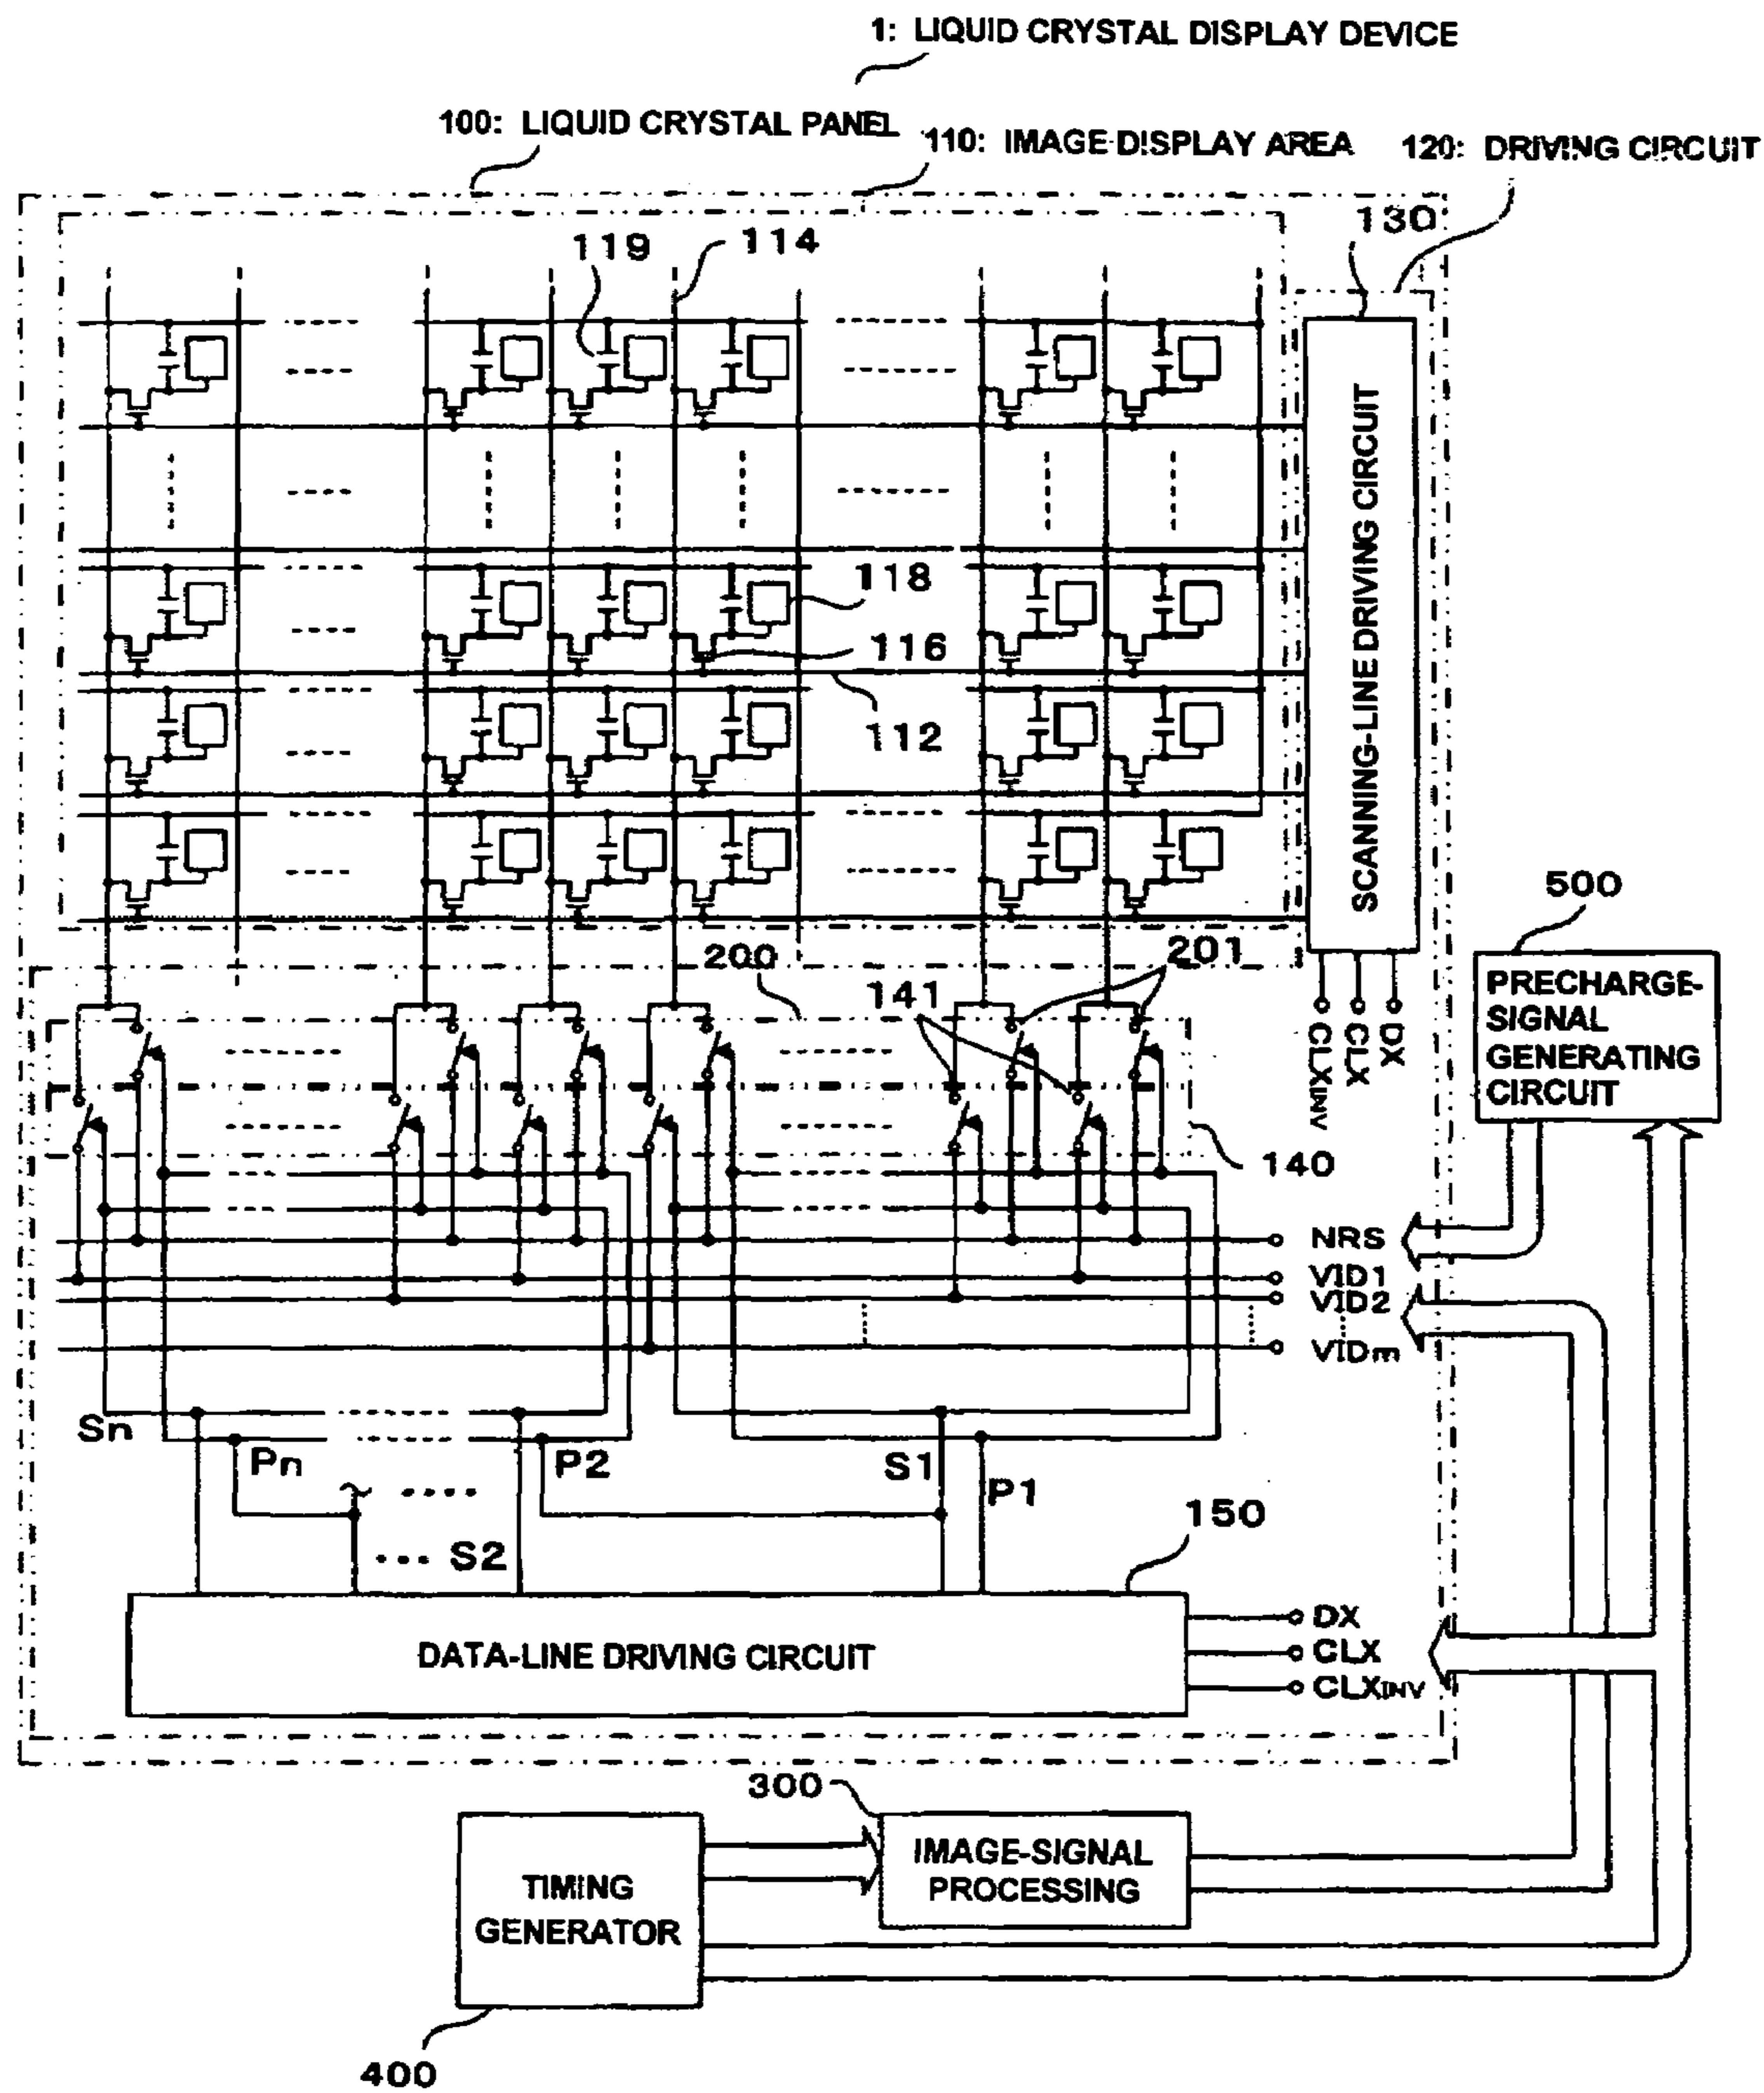 1: LIQUID CRYSTAL DISPLAY DEVICE
100: LIQUID CRYSTAL PANEL
110: IMAGE DISPLAY AREA
120: DRIVING CIRCUIT
130
119
114
SCANNING-LINE DRIVING CIRCUIT
118
116
112
500
200
201
141
PRECHARGE-
SIGNAL
GENERATING
CIRCUIT
CLXINV
CLX
DX
140
NRS
VID1
VID2
VIDm
Sn
Pn
P2
S1
P1
S2
150
DATA-LINE DRIVING CIRCUIT
DX
CLX
CLXINV
300
TIMING
GENERATOR
IMAGE-SIGNAL
PROCESSING
400